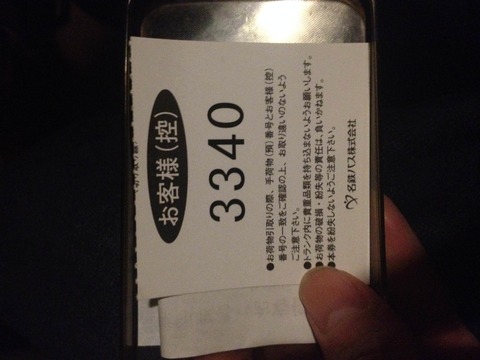 お客様(控)
3340
●お荷物引取りの際、手荷物(預)番号とお客様(控)
番号の一致をご確認の上、お取り違いのないよう
ご注意下さい。
●トランク内に貴重品類を持ち込まないようお願いします。
●お荷物の破損・紛失等の責任は、負いかねます。
●本券を紛失しないようご注意下さい。
名鉄バス株式会社